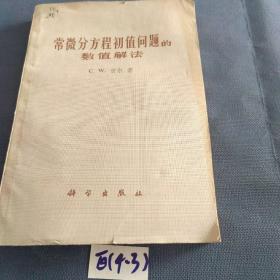 常微分方程初值问题的
数值解法
C. W. 吉尔 著
科学出版社
百(4-3)